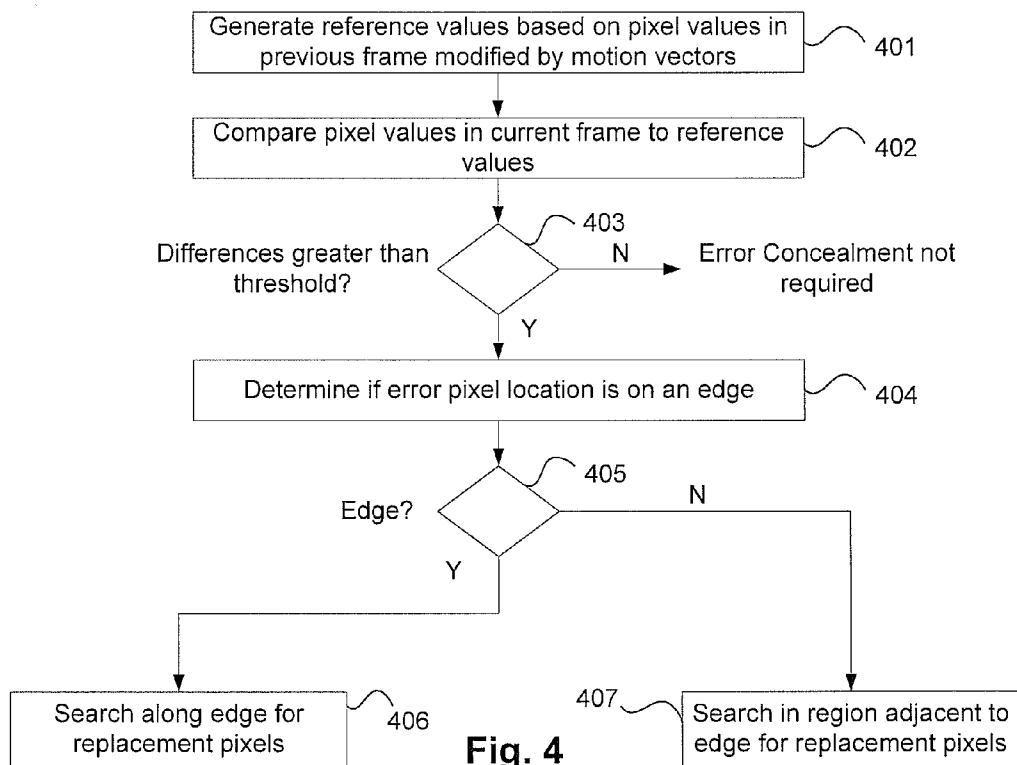 Generate reference values based on pixel values in
previous frame modified by motion vectors
401
Compare pixel values in current frame to reference
values
402
403
Differences greater than
threshold?
N
Error Concealment not
required
Y
Determine if error pixel location is on an edge
404
405
Edge?
N
Y
Search along edge for
replacement pixels
406
407
Search in region adjacent to
edge for replacement pixels
Fig. 4